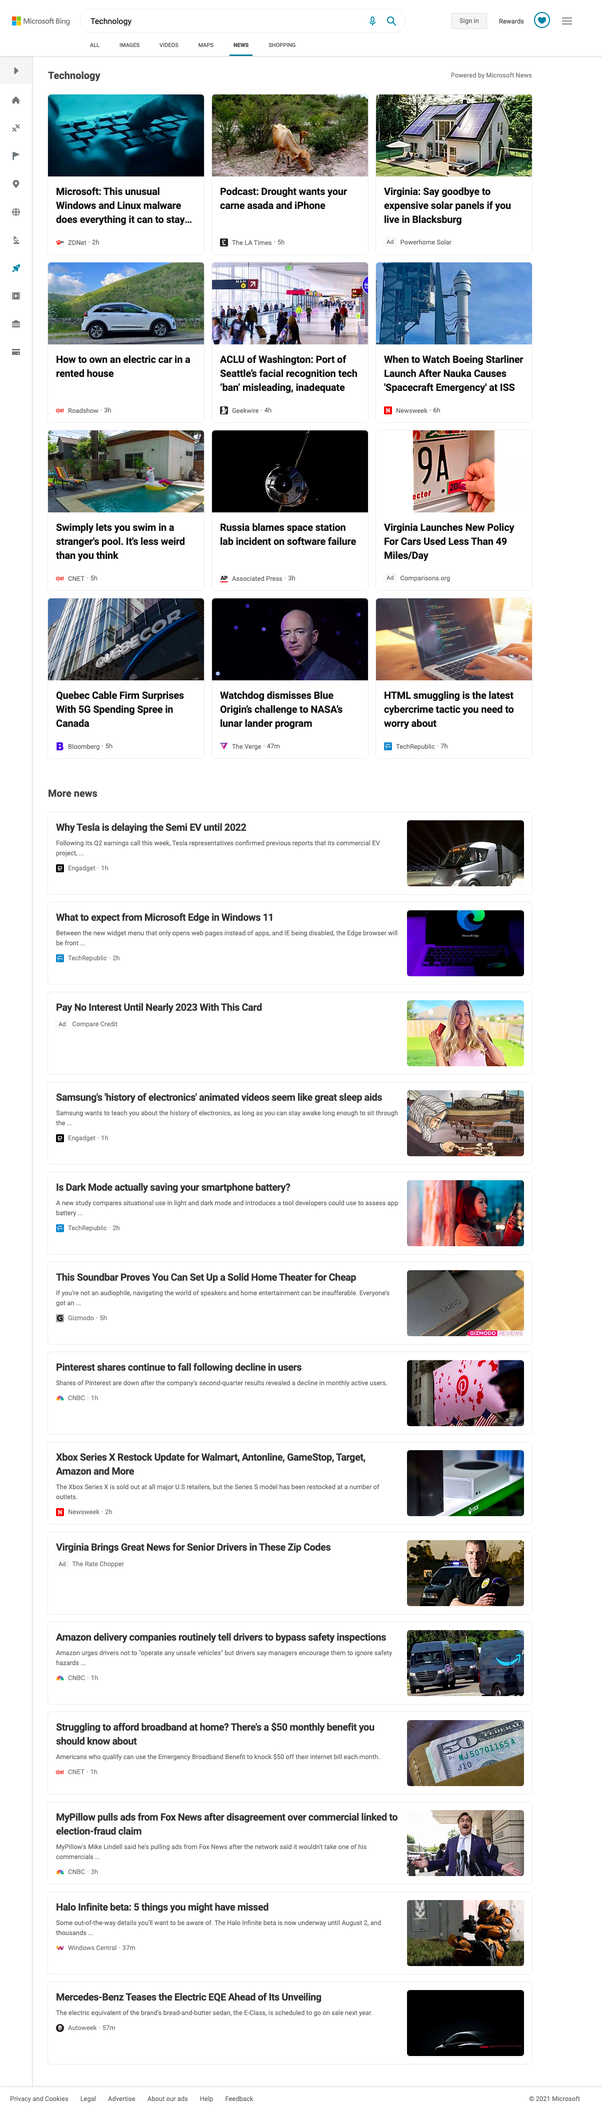 Microsoft Bing
Technology
Sign in
Rewards
ALL
IMAGES
VIDEOS
MAPS
NEWS
SHOPPING
Technology
Powered by Microsoft News
Microsoft: This unusual
Windows and Linux malware
does everything it can to stay...
ZDNet · 2h
Podcast: Drought wants your
carne asada and iPhone
The LA Times · 5h
Virginia: Say goodbye to
expensive solar panels if you
live in Blacksburg
Ad Powerhome Solar
How to own an electric car in a
rented house
Roadshow · 3h
ACLU of Washington: Port of
Seattle's facial recognition tech
'ban' misleading, inadequate
Geekwire · 4h
When to Watch Boeing Starliner
Launch After Nauka Causes
'Spacecraft Emergency' at ISS
Newsweek · 6h
Swimply lets you swim in a
stranger's pool. It's less weird
than you think
CNET · 5h
Russia blames space station
lab incident on software failure
AP Associated Press · 3h
9A
ector
Virginia Launches New Policy
For Cars Used Less Than 49
Miles/Day
Ad Comparisons.org
QUEBECOR
Quebec Cable Firm Surprises
With 5G Spending Spree in
Canada
Bloomberg · 5h
Watchdog dismisses Blue
Origin's challenge to NASA's
lunar lander program
The Verge · 47m
HTML smuggling is the latest
cybercrime tactic you need to
worry about
TechRepublic · 7h
More news
Why Tesla is delaying the Semi EV until 2022
Following its Q2 earnings call this week, Tesla representatives confirmed previous reports that its commercial EV
project, ...
Engadget · 1h
What to expect from Microsoft Edge in Windows 11
Between the new widget menu that only opens web pages instead of apps, and IE being disabled, the Edge browser will
be front ...
TechRepublic · 2h
Pay No Interest Until Nearly 2023 With This Card
Ad Compare Credit
Samsung's 'history of electronics' animated videos seem like great sleep aids
Samsung wants to teach you about the history of electronics, as long as you can stay awake long enough to sit through
the ...
Engadget · 1h
Is Dark Mode actually saving your smartphone battery?
A new study compares situational use in light and dark mode and introduces a tool developers could use to assess app
battery ...
TechRepublic · 2h
This Soundbar Proves You Can Set Up a Solid Home Theater for Cheap
If you're not an audiophile, navigating the world of speakers and home entertainment can be insufferable. Everyone's
got an ...
Gizmodo · 5h
VIZIO
GIZMODO REVIEWS
Pinterest shares continue to fall following decline in users
Shares of Pinterest are down after the company's second-quarter results revealed a decline in monthly active users.
CNBC · 1h
Xbox Series X Restock Update for Walmart, Antonline, GameStop, Target,
Amazon and More
The Xbox Series X is sold out at all major U.S retailers, but the Series S model has been restocked at a number of
outlets.
Newsweek · 2h
Virginia Brings Great News for Senior Drivers in These Zip Codes
Ad The Rate Chopper
Amazon delivery companies routinely tell drivers to bypass safety inspections
Amazon urges drivers not to "operate any unsafe vehicles" but drivers say managers encourage them to ignore safety
hazards ...
CNBC · 1h
Struggling to afford broadband at home? There's a $50 monthly benefit you
should know about
Americans who qualify can use the Emergency Broadband Benefit to knock $50 off their internet bill each month.
CNET · 1h
MJ50701165A
J10
MyPillow pulls ads from Fox News after disagreement over commercial linked to
election-fraud claim
MyPillow's Mike Lindell said he's pulling ads from Fox News after the network said it wouldn't take one of his
commercials ...
CNBC · 3h
Halo Infinite beta: 5 things you might have missed
Some out-of-the-way details you'll want to be aware of. The Halo Infinite beta is now underway until August 2, and
thousands ...
Windows Central · 37m
Mercedes-Benz Teases the Electric EQE Ahead of Its Unveiling
The electric equivalent of the brand's bread-and-butter sedan, the E-Class, is scheduled to go on sale next year.
Autoweek · 57m
Privacy and Cookies
Legal
Advertise
About our ads
Help
Feedback
© 2021 Microsoft